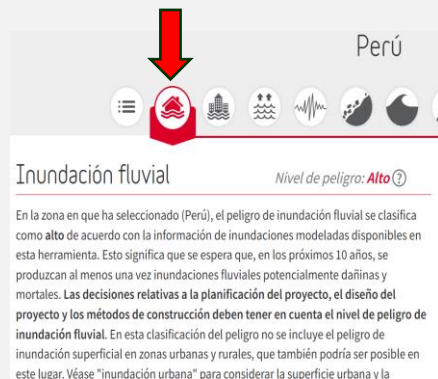 Perú
Inundación fluvial
Nivel de peligro: Alto ?
En la zona en que ha seleccionado (Perú), el peligro de inundación fluvial se clasifica
como alto de acuerdo con la información de inundaciones modeladas disponibles en
esta herramienta. Esto significa que se espera que, en los próximos 10 años, se
produzcan al menos una vez inundaciones fluviales potencialmente dañinas y
mortales. Las decisiones relativas a la planificación del proyecto, el diseño del
proyecto y los métodos de construcción deben tener en cuenta el nivel de peligro de
inundación fluvial. En esta clasificación del peligro no se incluye el peligro de
inundación superficial en zonas urbanas y rurales, que también podría ser posible en
este lugar. Véase "inundación urbana" para considerar la superficie urbana y la